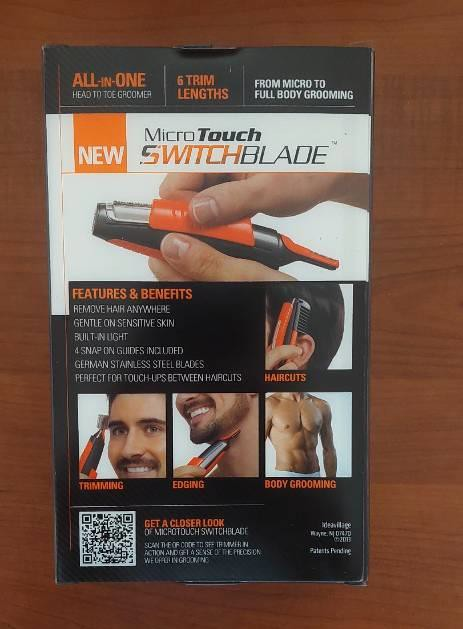 ALL-IN-ONE
HEAD TO TOE GROOMER
6 TRIM
LENGTHS
FROM MICRO TO
FULL BODY GROOMING
NEW
MicroTouch
SWITCHBLADE™
FEATURES & BENEFITS
REMOVE HAIR ANYWHERE
GENTLE ON SENSITIVE SKIN
BUILT-IN LIGHT
4 SNAP ON GUIDES INCLUDED
GERMAN STAINLESS STEEL BLADES
PERFECT FOR TOUCH-UPS BETWEEN HAIRCUTS
HAIRCUTS
TRIMMING
EDGING
BODY GROOMING
GET A CLOSER LOOK
OF MICROTOUCH SWITCHBLADE
SCAN THE QR CODE TO SEE TRIMMER IN
ACTION AND GET A SENSE OF THE PRECISION
WE OFFER IN GROOMING
Ideavillage
Wayne, NJ 07470
©2013
Patents Pending